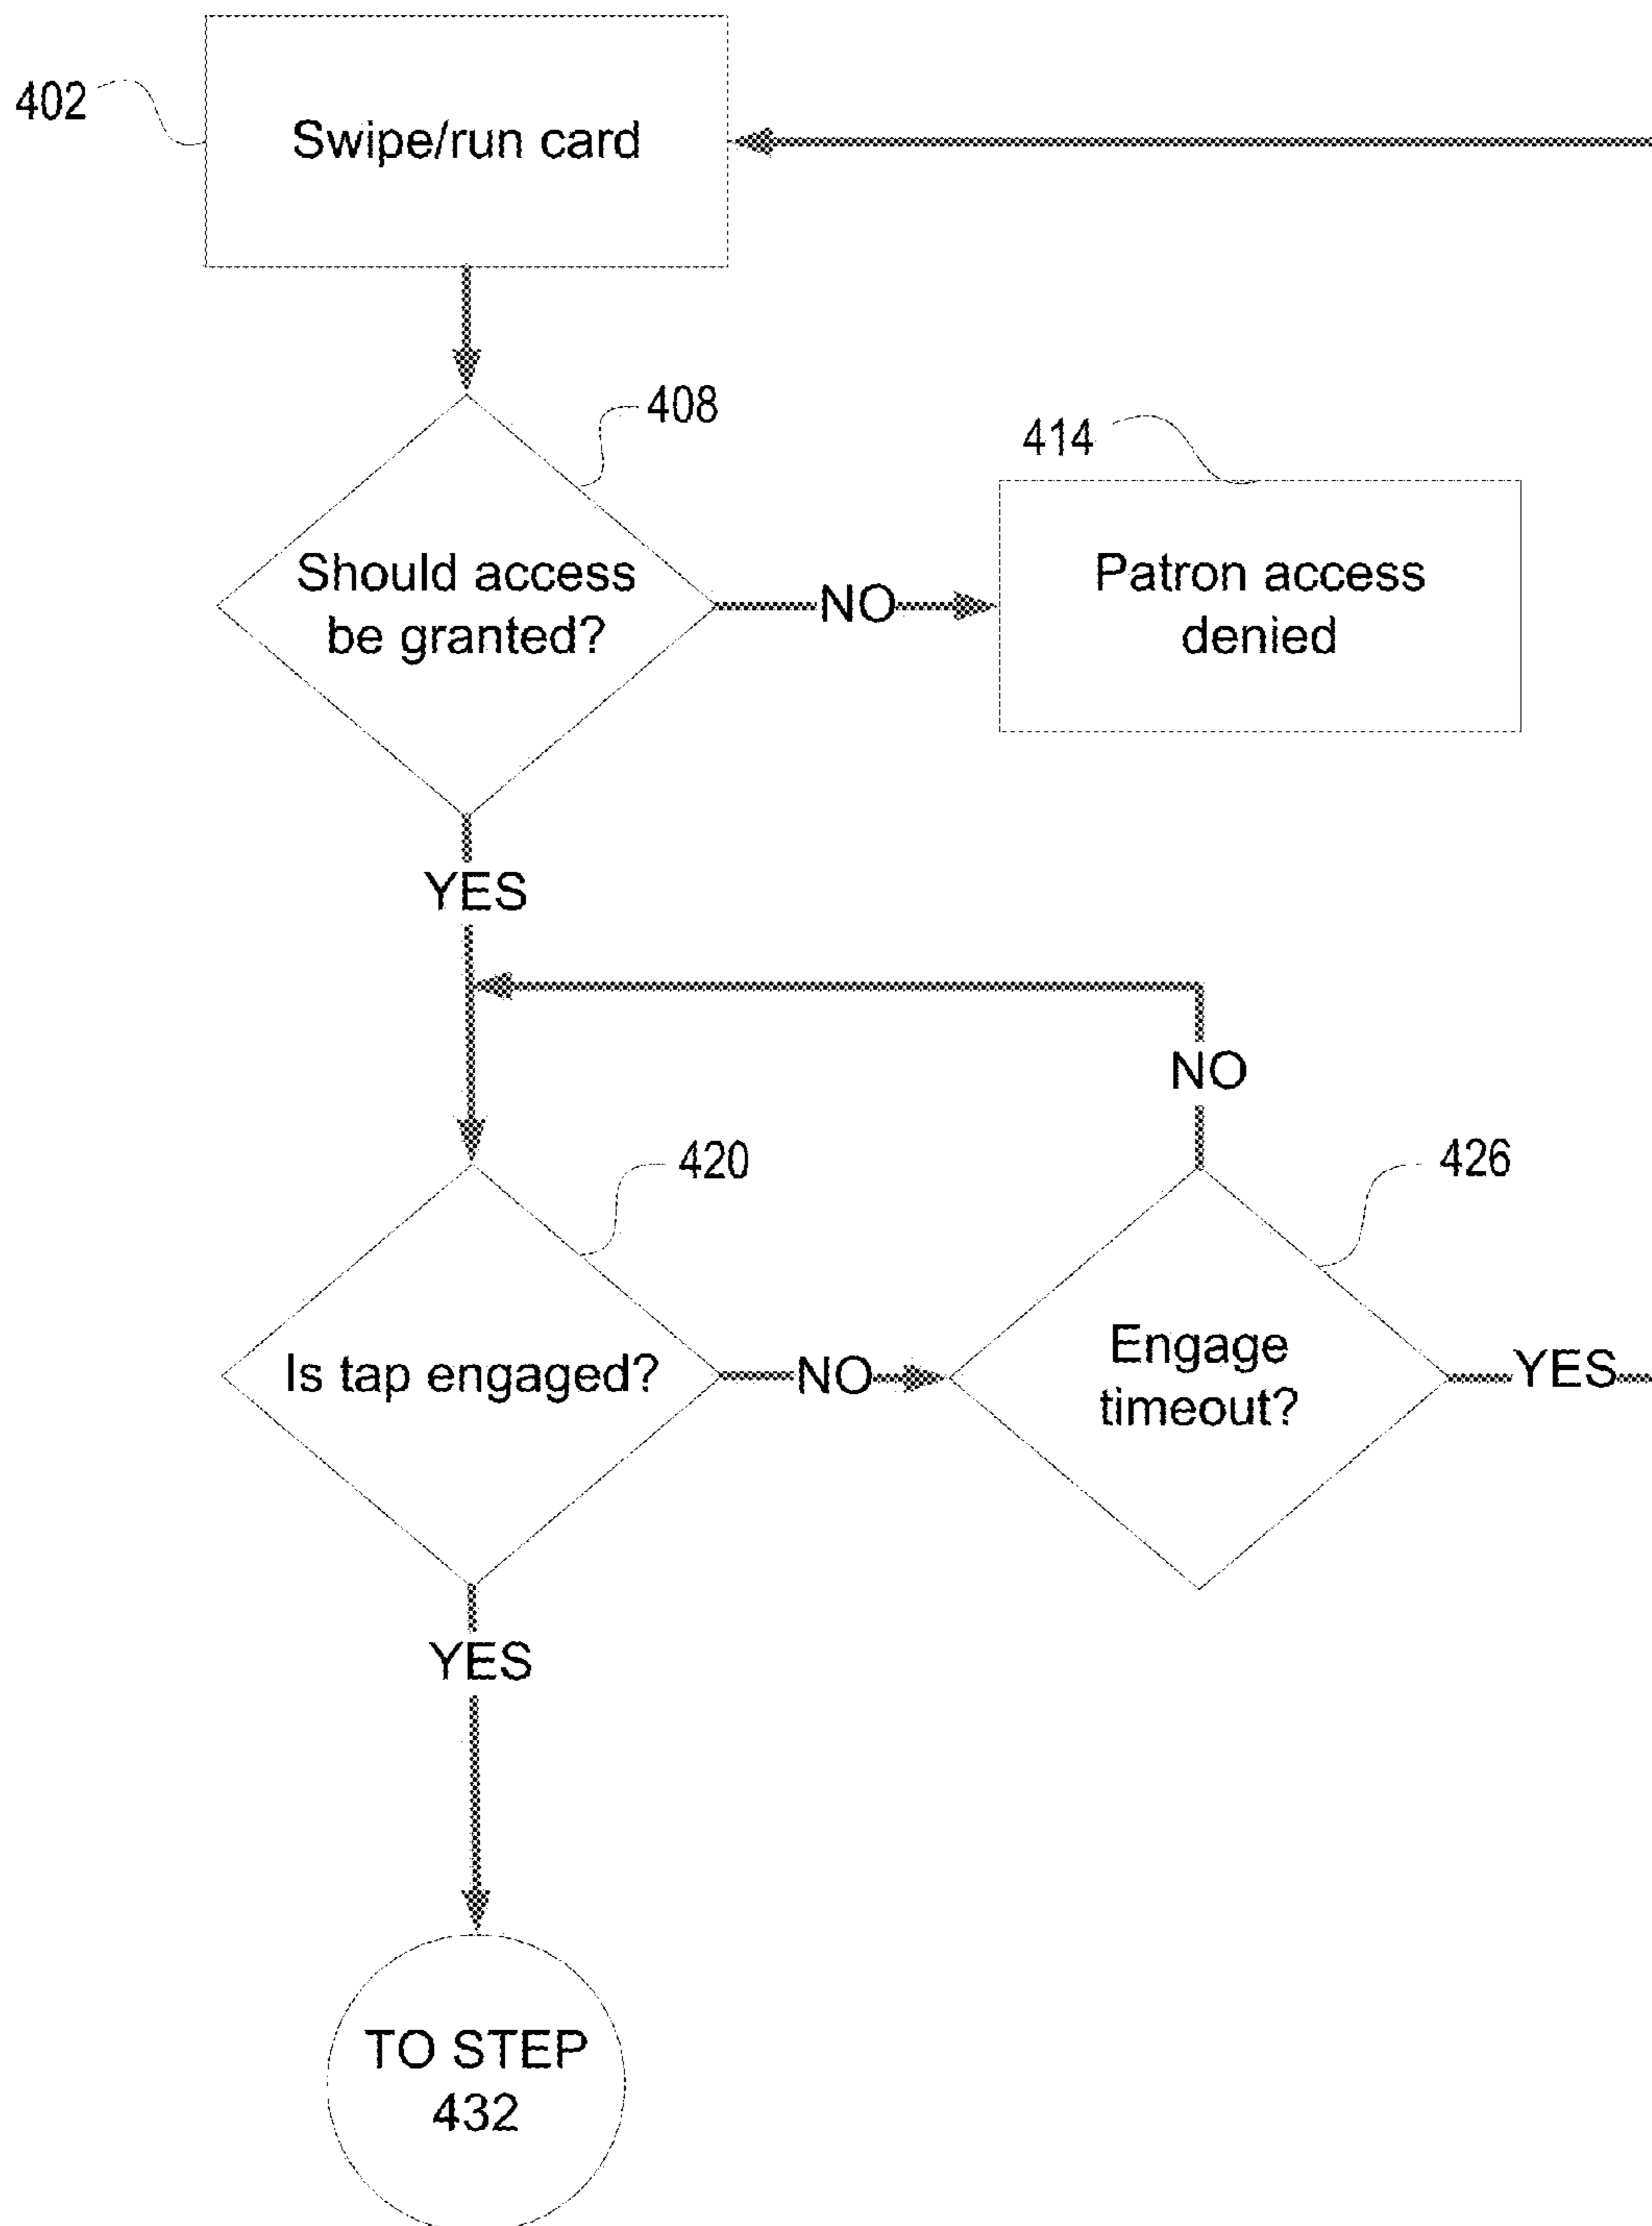 402
Swipe/run card
408
414
Should access
be granted?
NO
Patron access
denied
YES
NO
420
426
Is tap engaged?
NO
Engage
timeout?
YES
YES
TO STEP
432